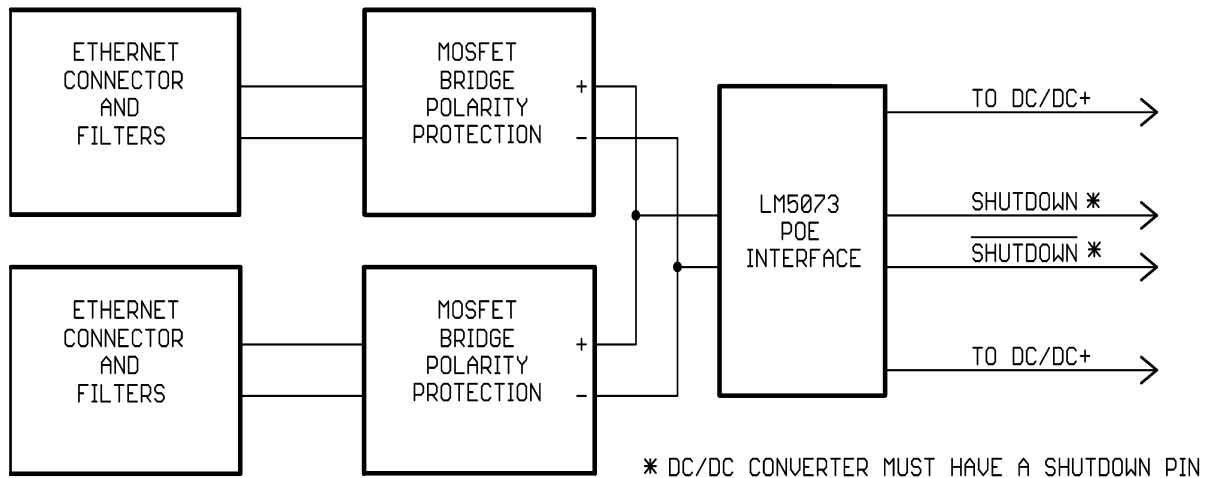 ETHERNET
CONNECTOR
AND
FILTERS
MOSFET
BRIDGE
POLARITY
PROTECTION
+
-
ETHERNET
CONNECTOR
AND
FILTERS
MOSFET
BRIDGE
POLARITY
PROTECTION
+
-
LM5073
POE
INTERFACE
TO DC/DC+
SHUTDOWN *
SHUTDOWN *
TO DC/DC+
* DC/DC CONVERTER MUST HAVE A SHUTDOWN PIN